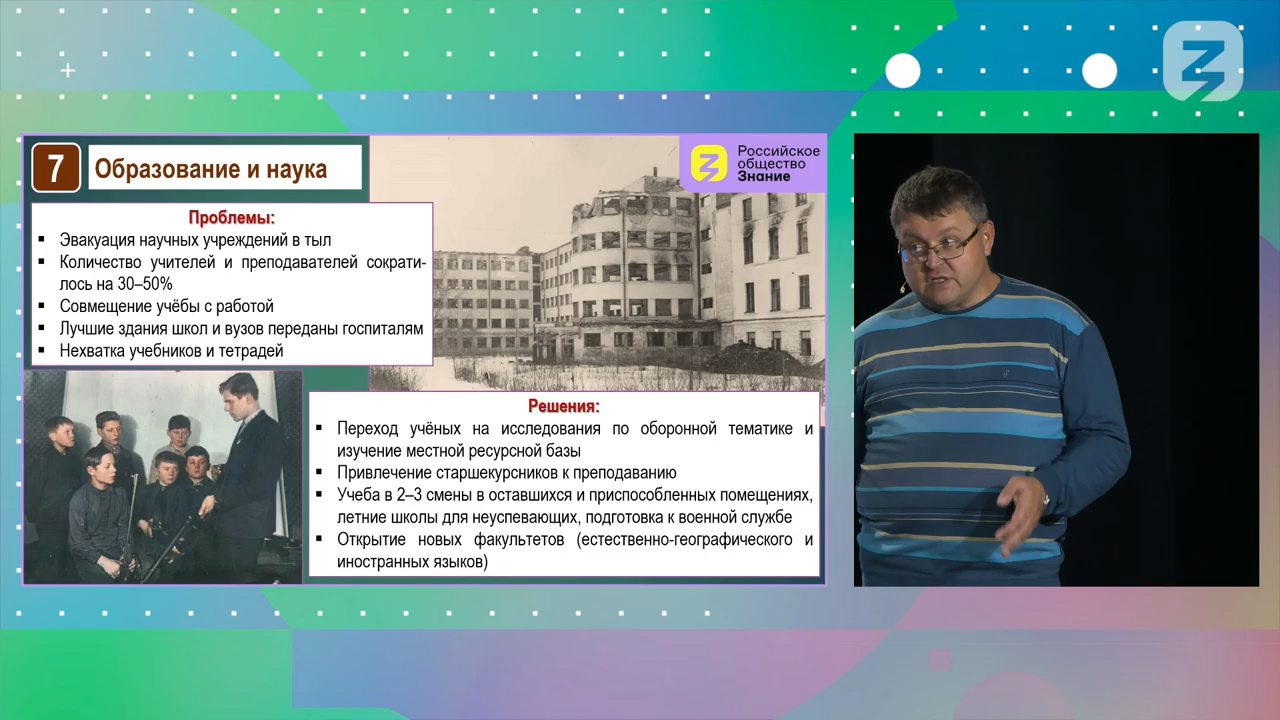 7
Образование и наука
Российское
общество
Знание
Проблемы:
▪ Эвакуация научных учреждений в тыл
▪ Количество учителей и преподавателей сократи-
лось на 30–50%
▪ Совмещение учёбы с работой
▪ Лучшие здания школ и вузов переданы госпиталям
▪ Нехватка учебников и тетрадей
Решения:
▪ Переход учёных на исследования по оборонной тематике и
изучение местной ресурсной базы
▪ Привлечение старшекурсников к преподаванию
▪ Учеба в 2–3 смены в оставшихся и приспособленных помещениях,
летние школы для неуспевающих, подготовка к военной службе
▪ Открытие новых факультетов (естественно-географического и
иностранных языков)